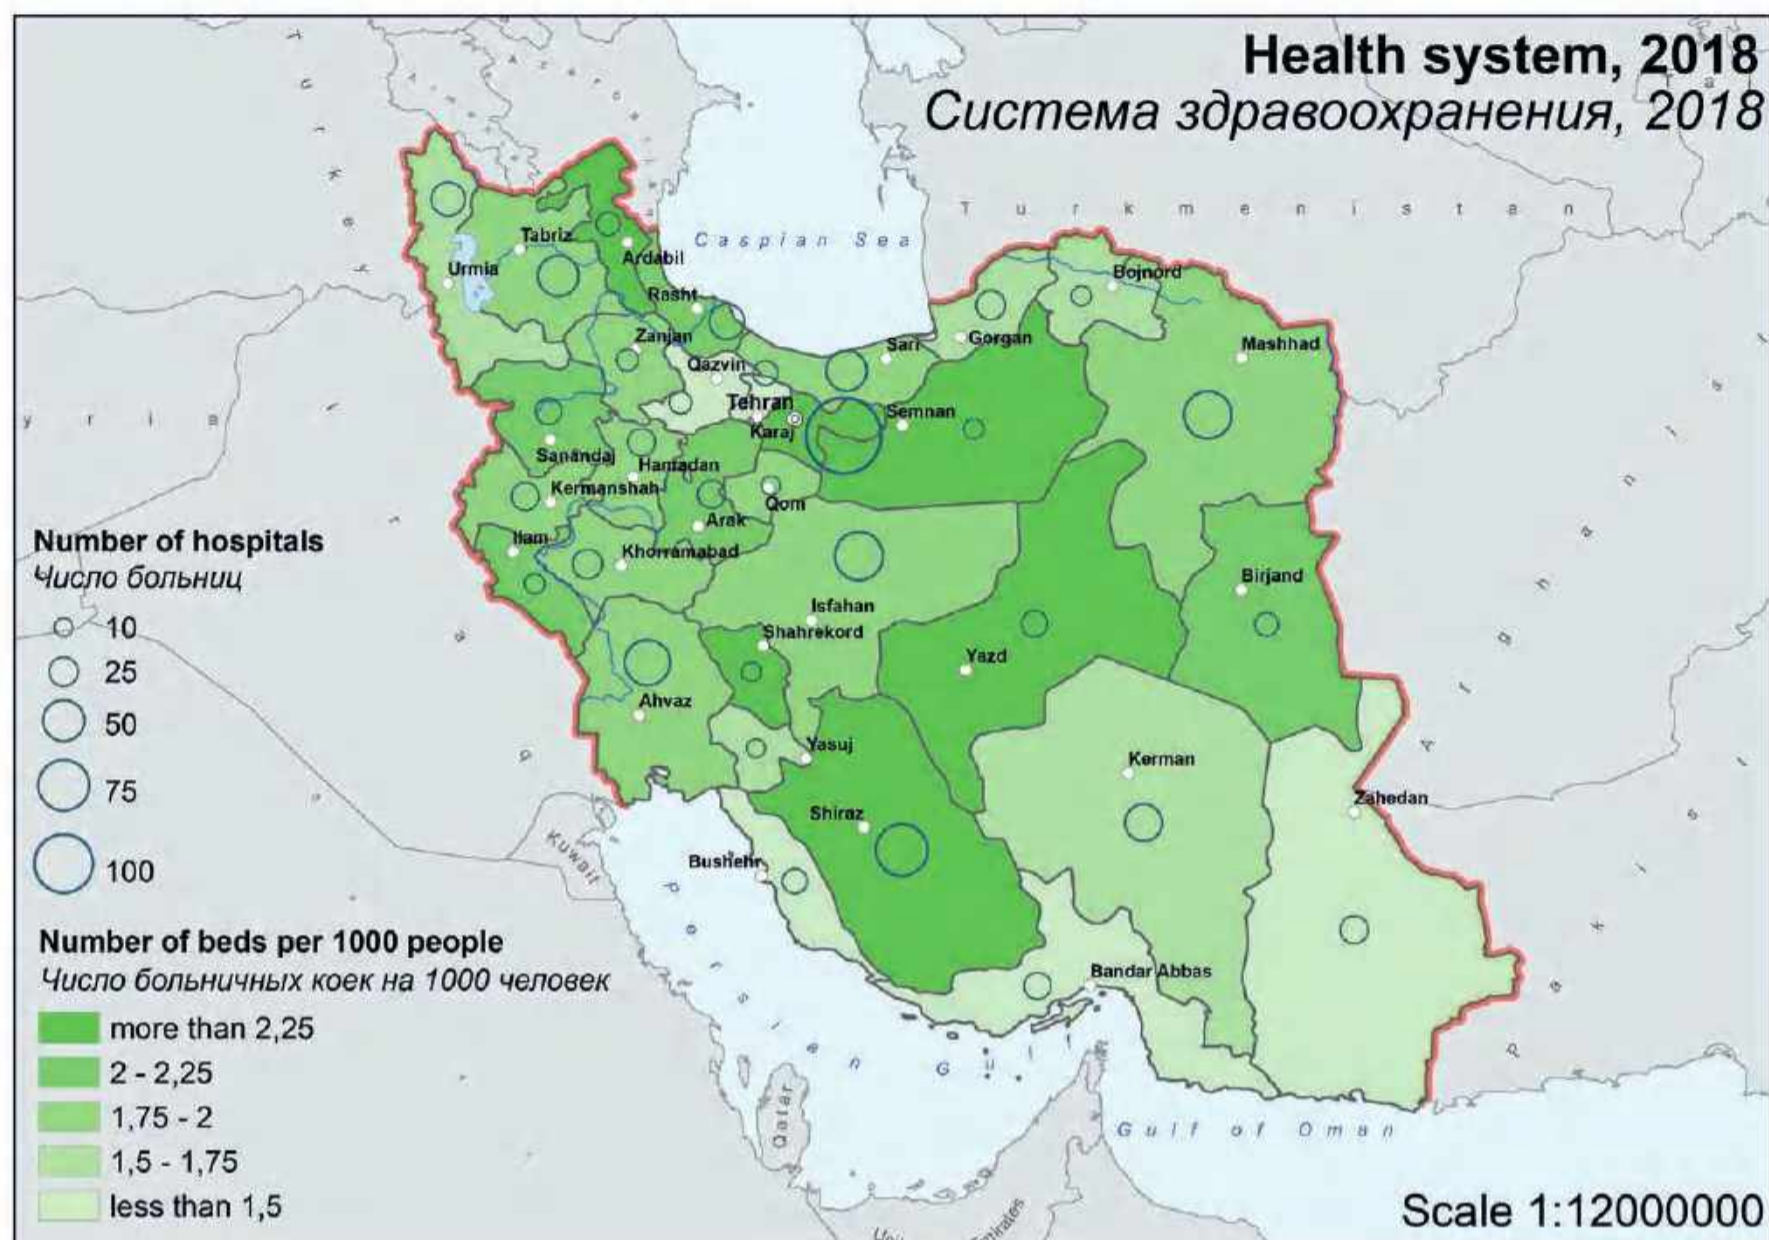 Health system, 2018
Система здравоохранения, 2018
Turkmenistan
Caspian Sea
Tabriz
Urmia
Ardabil
Rasht
Bojnord
Zanjan
Sari
Gorgan
Mashhad
Qazvin
Tehran
Karaj
Semnan
Sanandaj
Hamadan
Kermanshah
Qom
Arak
Ilam
Khorramabad
Birjand
Isfahan
Shahrekord
Yazd
Ahvaz
Yasuj
Kerman
Zahedan
Shiraz
Bushehr
Bandar Abbas
Kuwait
Persian Gulf
Qatar
Gulf of Oman
Turkey
Number of hospitals
Число больниц
10
25
50
75
100
Number of beds per 1000 people
Число больничных коек на 1000 человек
more than 2,25
2 - 2,25
1,75 - 2
1,5 - 1,75
less than 1,5
Scale 1:12000000